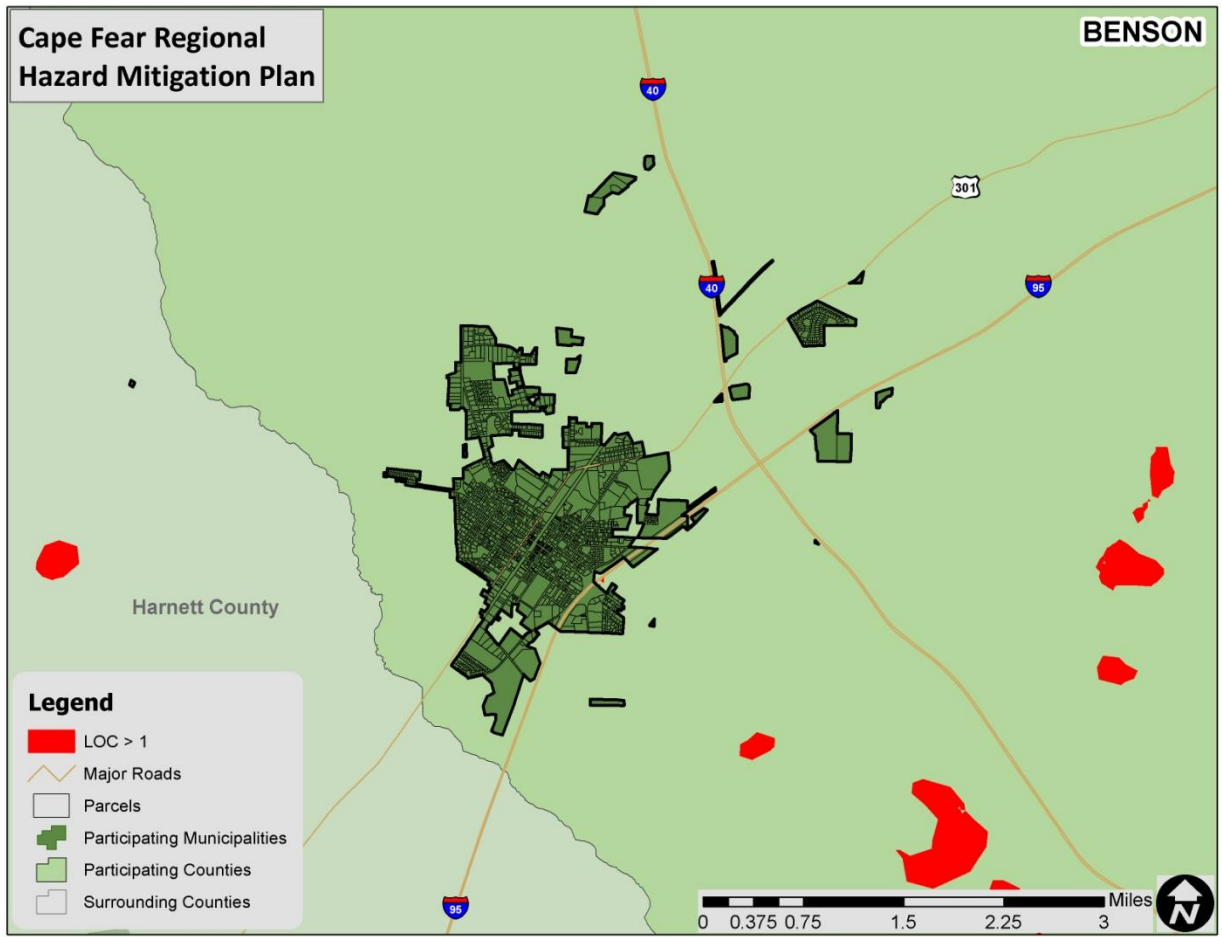 Cape Fear Regional
Hazard Mitigation Plan
BENSON
40
301
40
95
Harnett County
Legend
LOC > 1
Major Roads
Parcels
Participating Municipalities
Participating Counties
Surrounding Counties
95
Miles
0 0.375 0.75 1.5 2.25 3
N